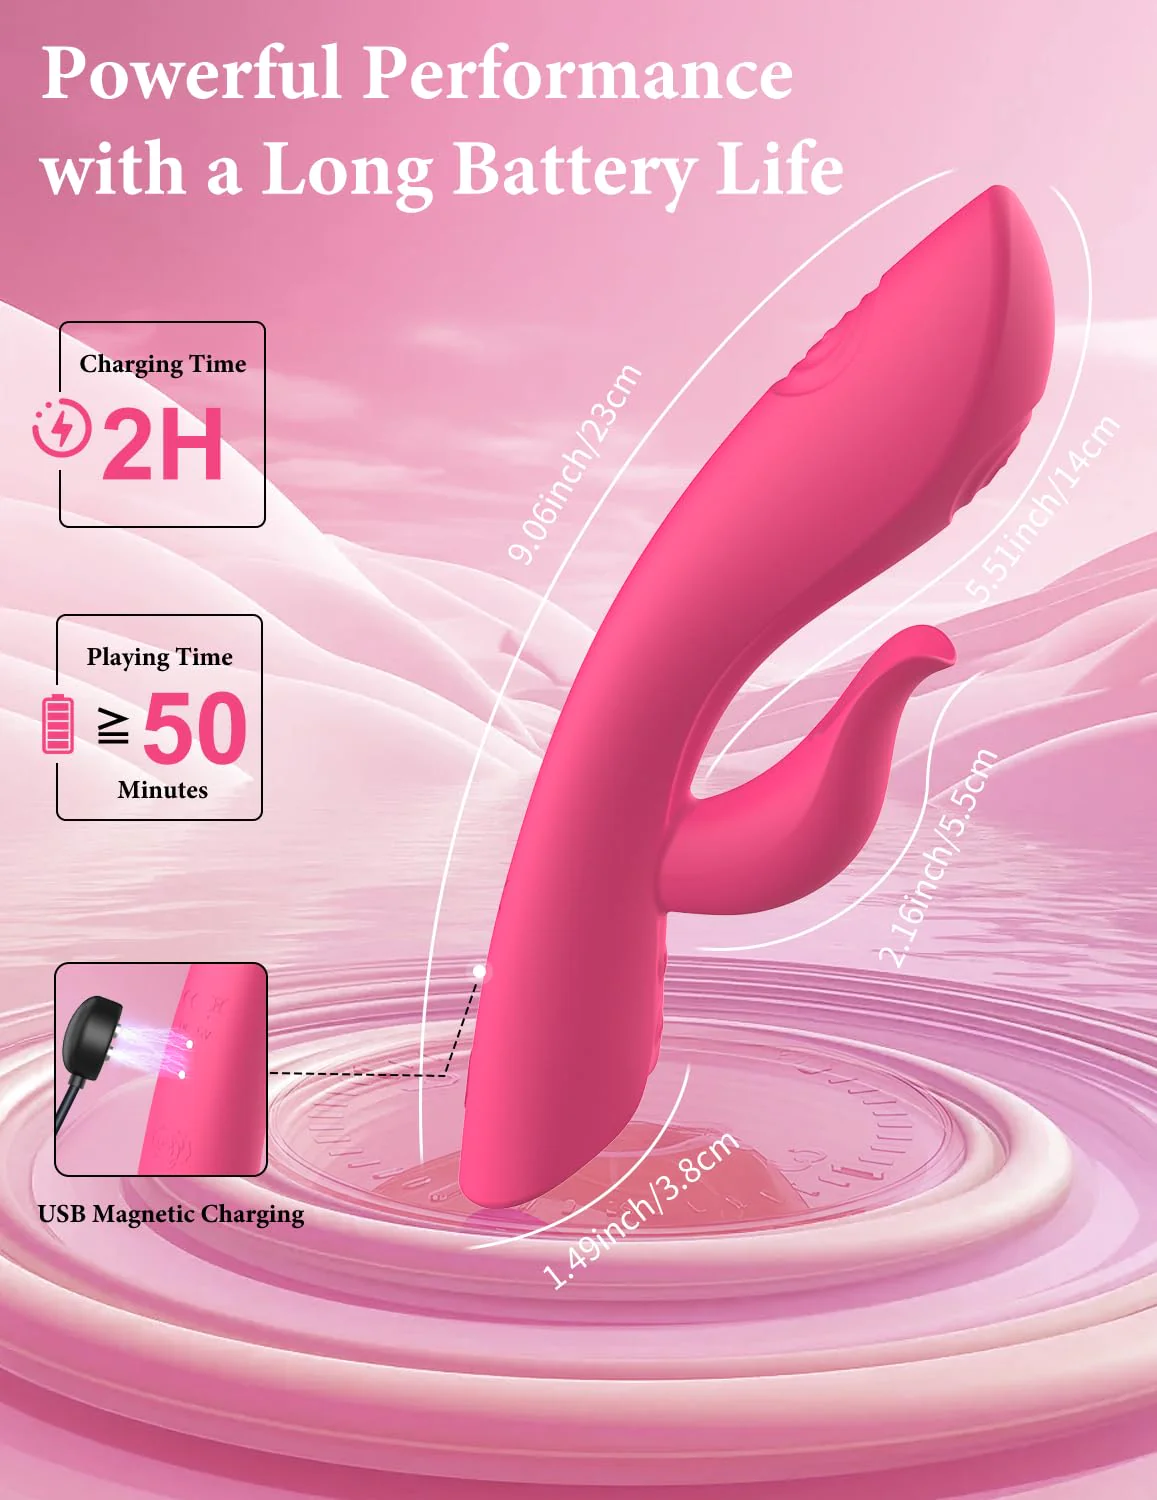 Powerful Performance
with a Long Battery Life
Charging Time
2H
Playing Time
≧50
Minutes
USB Magnetic Charging
9.06inch/23cm
5.51inch/14cm
2.16inch/5.5cm
1.49inch/3.8cm